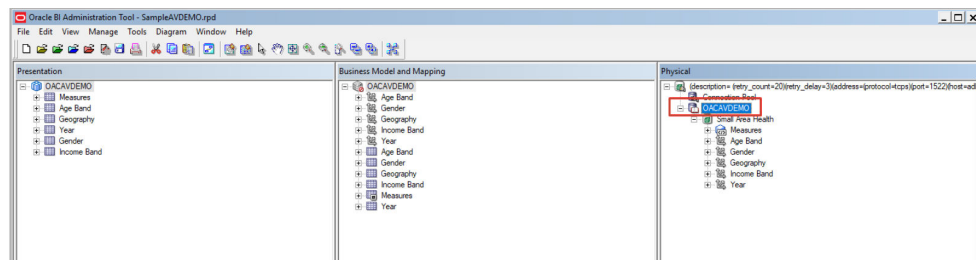 Oracle BI Administration Tool - SampleAVDEMO.rpd
File Edit View Manage Tools Diagram Window Help
Presentation
OACAVDEMO
Measures
Age Band
Geography
Year
Gender
Income Band
Business Model and Mapping
OACAVDEMO
Age Band
Gender
Geography
Income Band
Year
Age Band
Gender
Geography
Income Band
Measures
Year
Physical
(description= (retry_count=20)(retry_delay=3)(address=(protocol=tcps)(port=1522)(host=ad
Connection Pool
OACAVDEMO
Small Area Health
Measures
Age Band
Gender
Geography
Income Band
Year